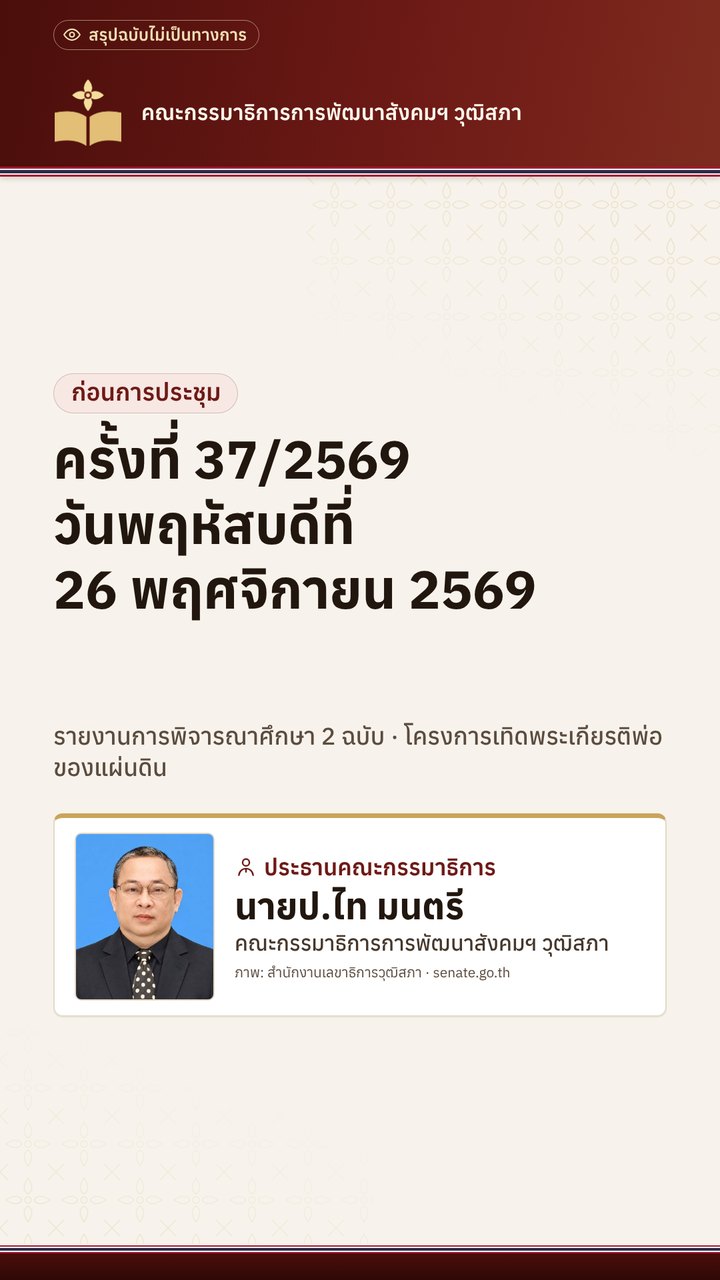 สรุปฉบับไม่เป็นทางการ
คณะกรรมาธิการการพัฒนาสังคมฯ วุฒิสภา
ก่อนการประชุม
ครั้งที่ 37/2569
วันพฤหัสบดีที่
26 พฤศจิกายน 2569
รายงานการพิจารณาศึกษา 2 ฉบับ · โครงการเทิดพระเกียรติพ่อ
ของแผ่นดิน
ประธานคณะกรรมาธิการ
นายป.ไท มนตรี
คณะกรรมาธิการการพัฒนาสังคมฯ วุฒิสภา
ภาพ: สำนักงานเลขาธิการวุฒิสภา · senate.go.th